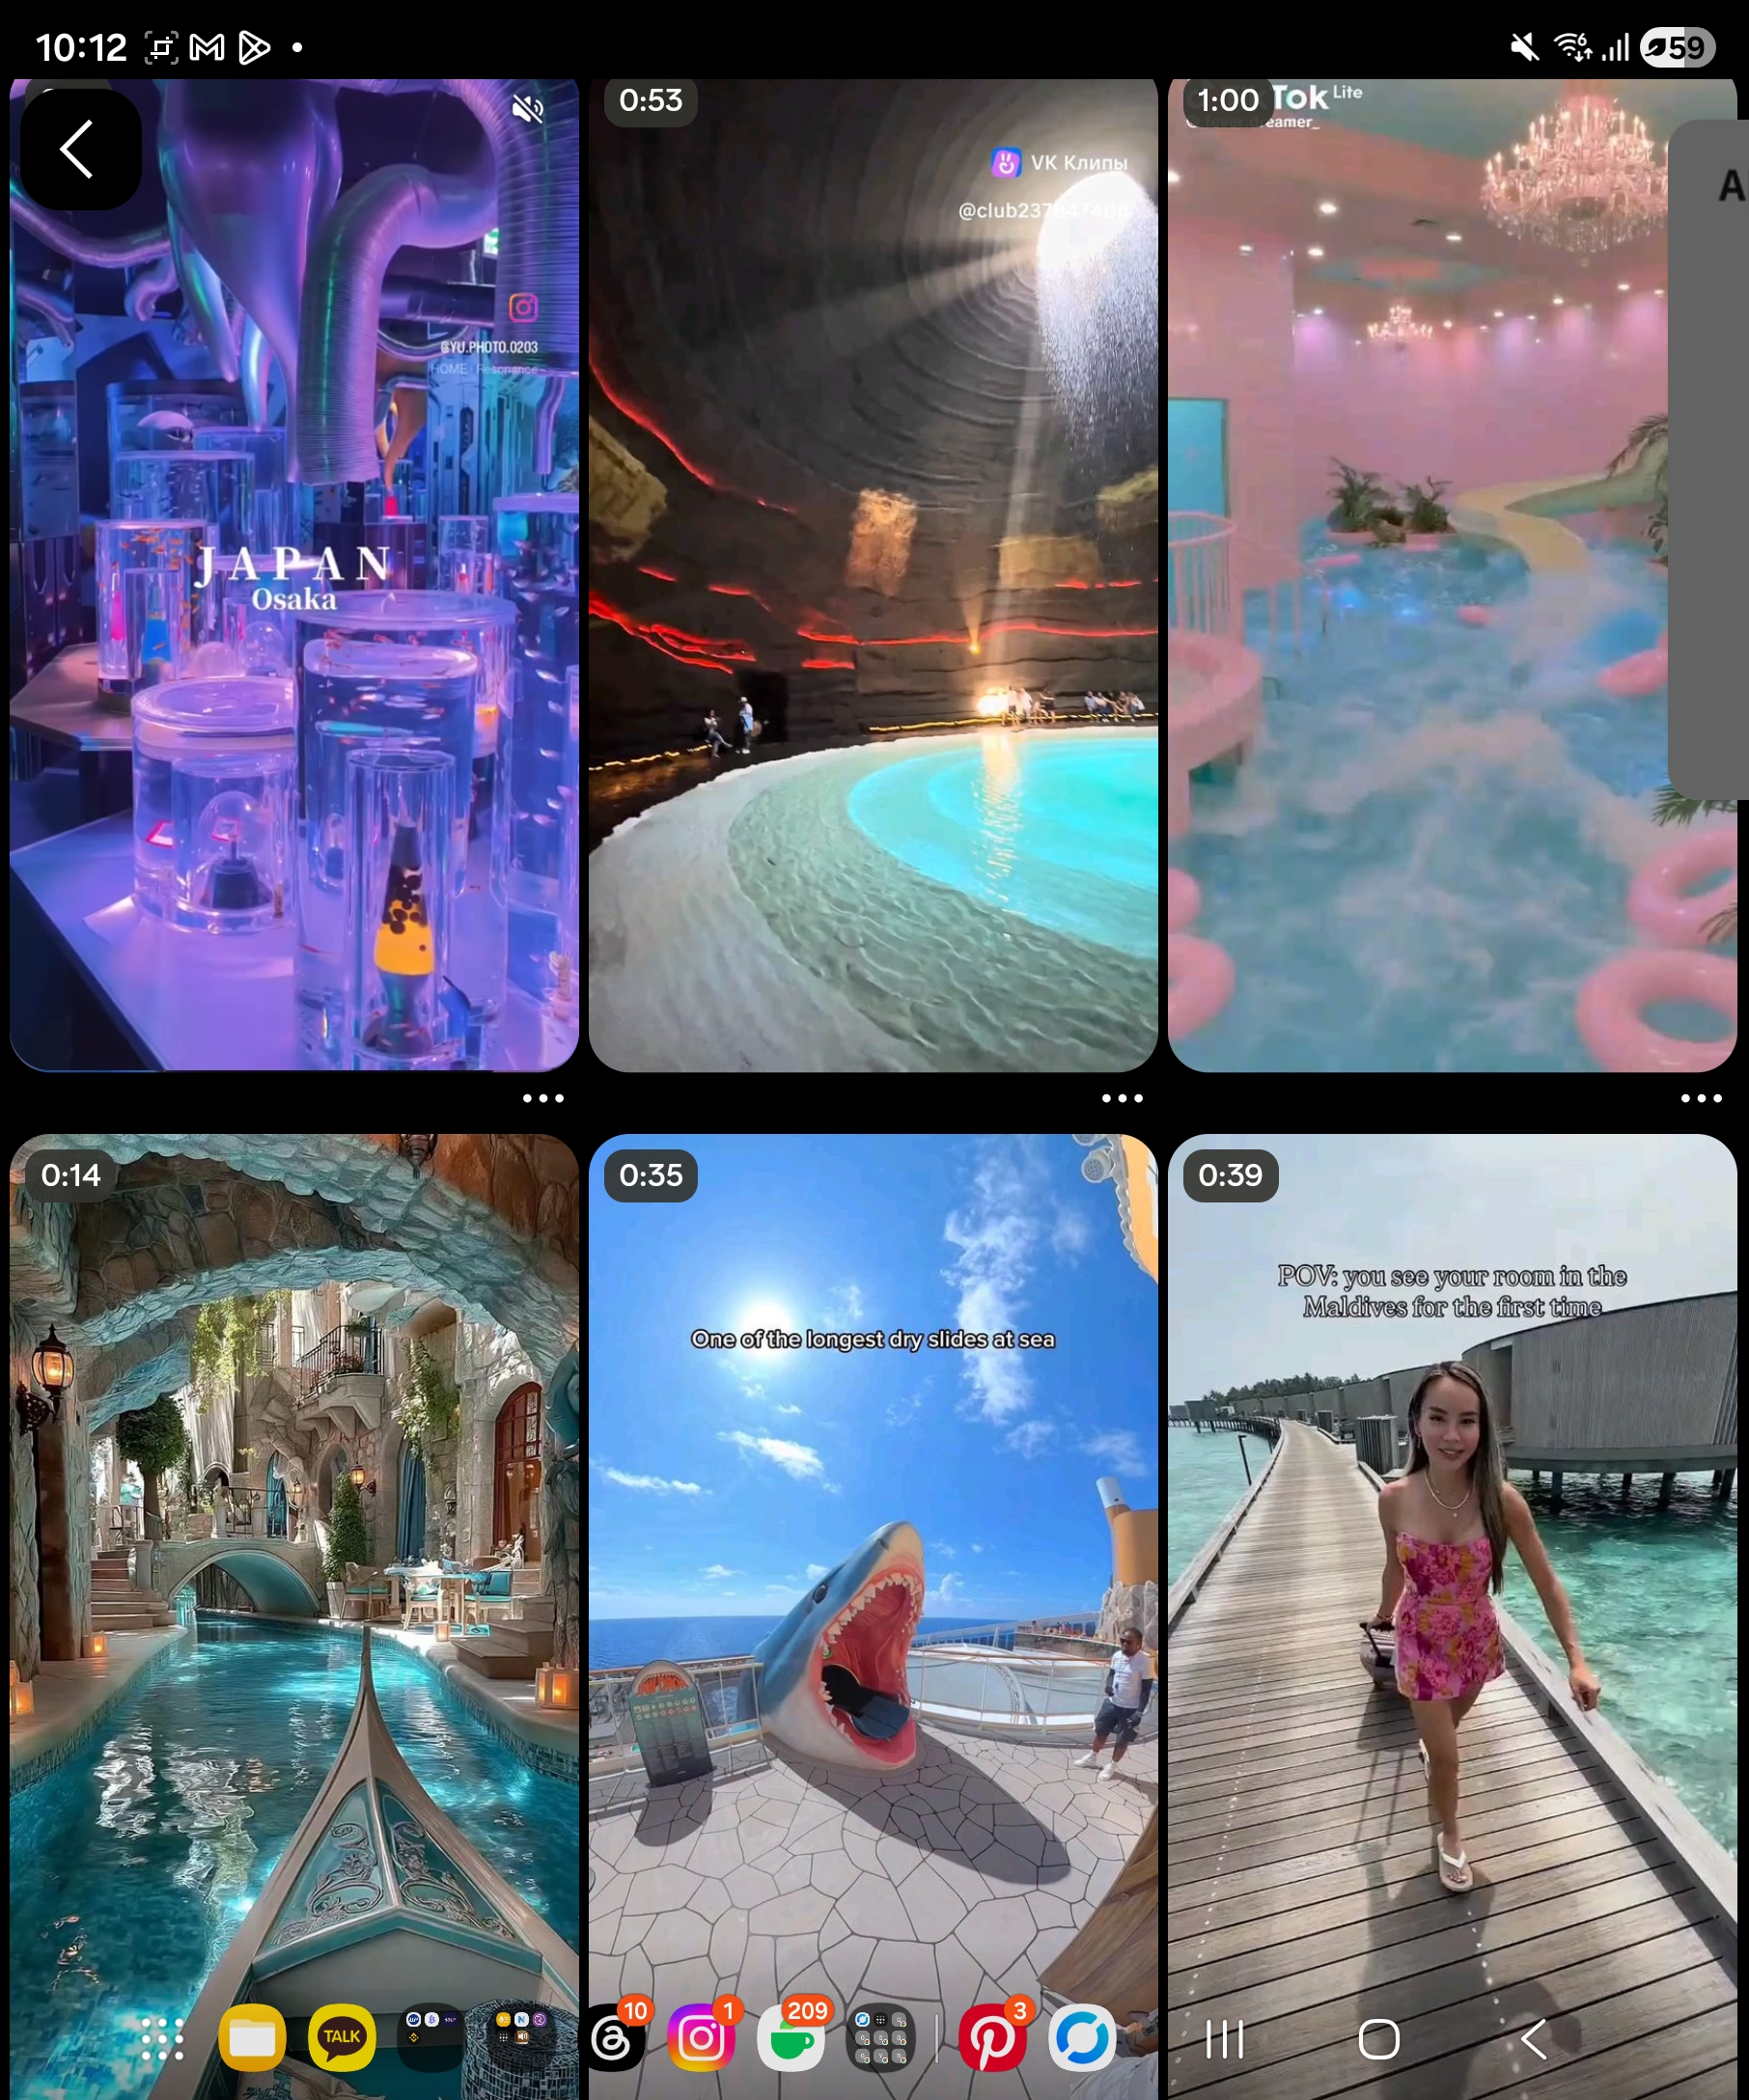 10:12
59
@YU.PHOTO.0203
HOME · Resonance
JAPAN
Osaka
0:53
VK Клипы
1:00
Tok Lite
A
0:14
0:35
One of the longest dry slides at sea
0:39
POV: you see your room in the
Maldives for the first time
TALK
10
1
209
3